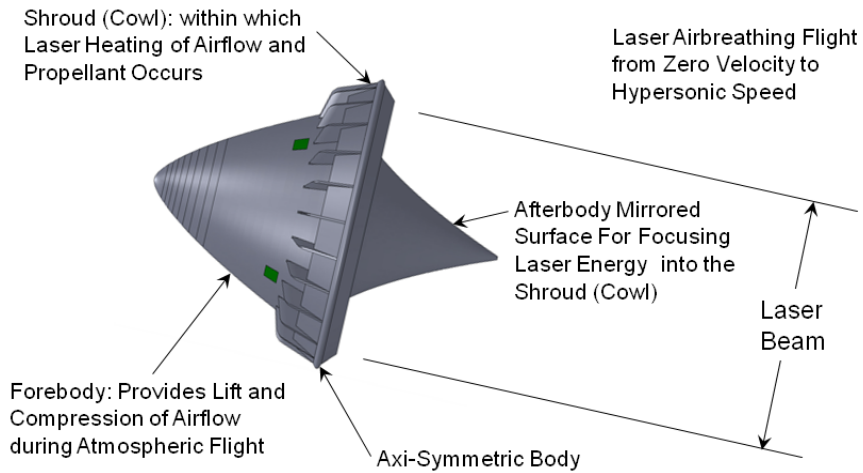 Shroud (Cowl): within which
Laser Heating of Airflow and
Propellant Occurs
Laser Airbreathing Flight
from Zero Velocity to
Hypersonic Speed
Afterbody Mirrored
Surface For Focusing
Laser Energy into the
Shroud (Cowl)
Laser
Beam
Forebody: Provides Lift and
Compression of Airflow
during Atmospheric Flight
Axi-Symmetric Body